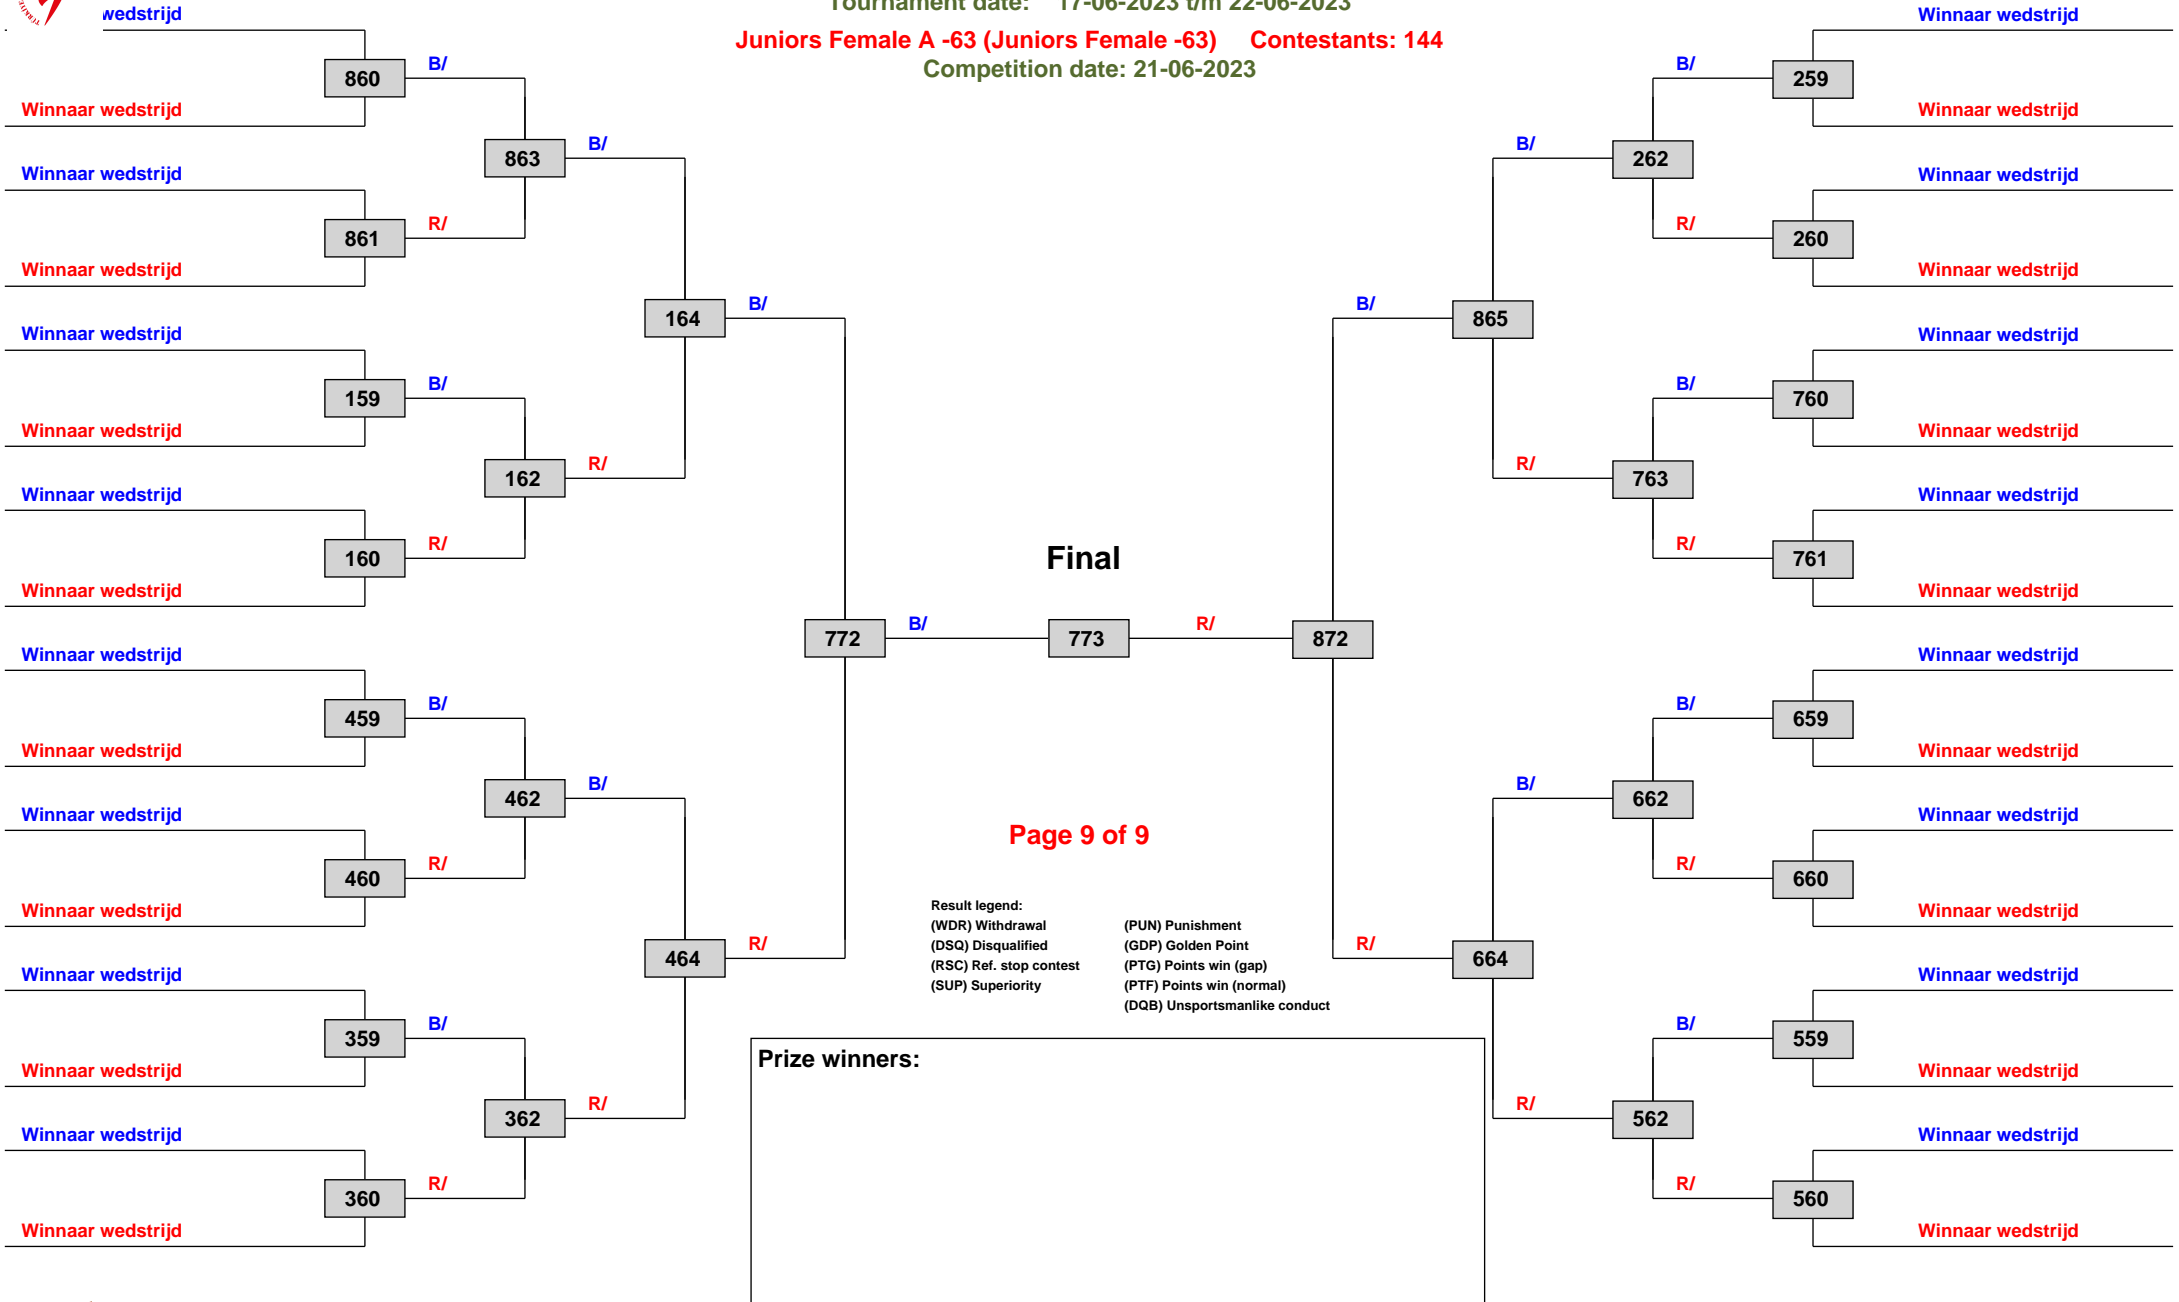 Tournament date: 17-06-2023 t/m 22-06-2023
Juniors Female A -63 (Juniors Female -63) Contestants: 144
Competition date: 21-06-2023
wedstrijd
Winnaar wedstrijd
860
B/
B/
259
Winnaar wedstrijd
Winnaar wedstrijd
863
B/
B/
262
Winnaar wedstrijd
Winnaar wedstrijd
861
R/
R/
260
Winnaar wedstrijd
Winnaar wedstrijd
164
B/
B/
865
Winnaar wedstrijd
Winnaar wedstrijd
159
B/
B/
760
Winnaar wedstrijd
Winnaar wedstrijd
162
R/
R/
763
Winnaar wedstrijd
Winnaar wedstrijd
160
R/
R/
761
Final
Winnaar wedstrijd
Winnaar wedstrijd
772
B/
773
R/
872
Winnaar wedstrijd
Winnaar wedstrijd
459
B/
B/
659
Winnaar wedstrijd
Winnaar wedstrijd
462
B/
B/
662
Winnaar wedstrijd
Winnaar wedstrijd
Page 9 of 9
460
R/
R/
660
Winnaar wedstrijd
Winnaar wedstrijd
464
R/
R/
664
Result legend:
(WDR) Withdrawal
(PUN) Punishment
(DSQ) Disqualified
(GDP) Golden Point
(RSC) Ref. stop contest
(PTG) Points win (gap)
(SUP) Superiority
(PTF) Points win (normal)
(DQB) Unsportsmanlike conduct
Winnaar wedstrijd
Winnaar wedstrijd
359
B/
B/
559
Prize winners:
Winnaar wedstrijd
Winnaar wedstrijd
362
R/
R/
562
Winnaar wedstrijd
Winnaar wedstrijd
360
R/
R/
560
Winnaar wedstrijd
Winnaar wedstrijd